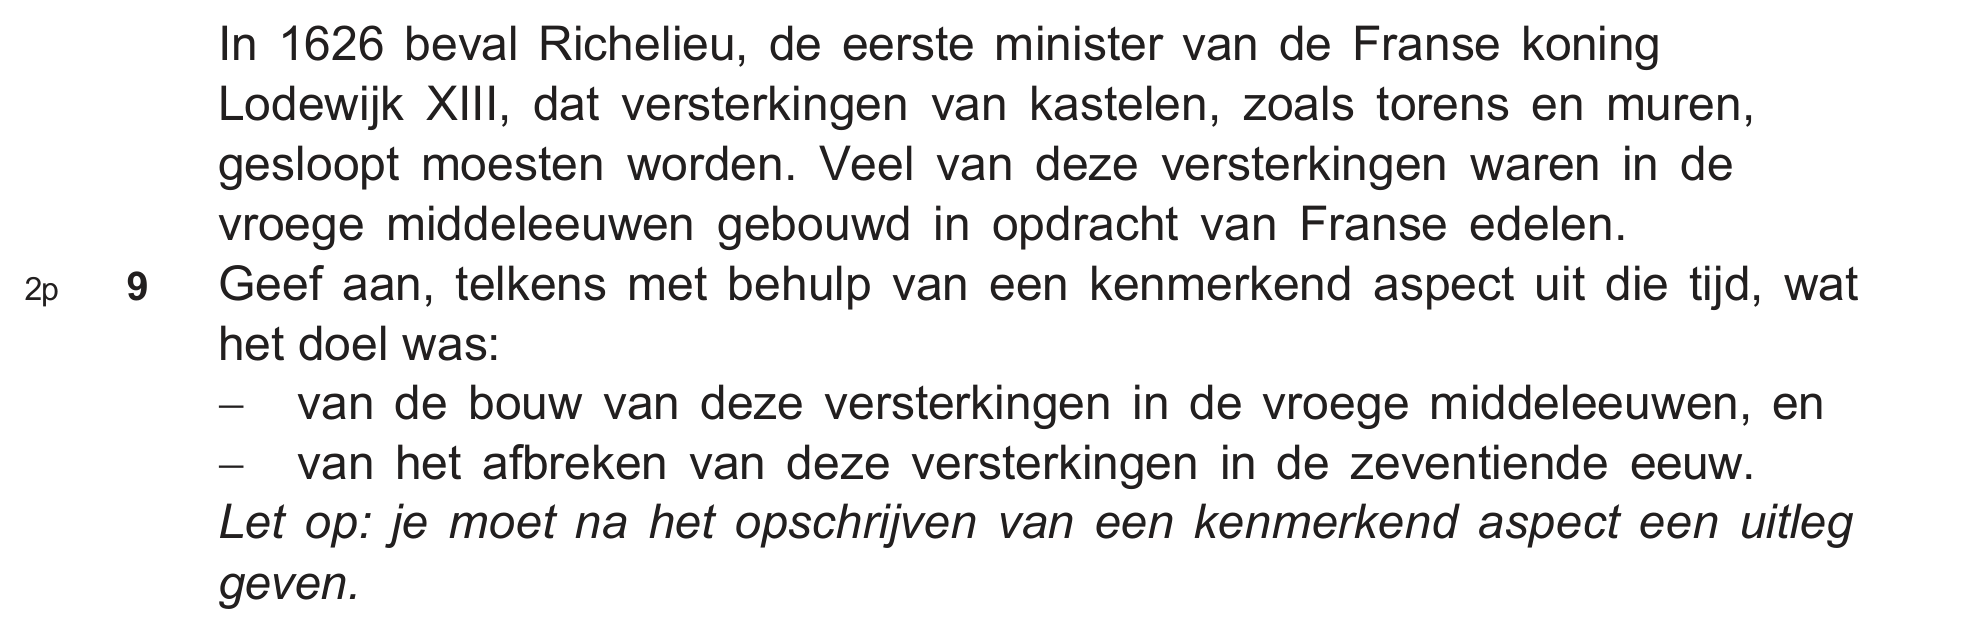 In 1626 beval Richelieu, de eerste minister van de Franse koning
Lodewijk XIII, dat versterkingen van kastelen, zoals torens en muren,
gesloopt moesten worden. Veel van deze versterkingen waren in de
vroege middeleeuwen gebouwd in opdracht van Franse edelen.
2p 9 Geef aan, telkens met behulp van een kenmerkend aspect uit die tijd, wat
het doel was:
– van de bouw van deze versterkingen in de vroege middeleeuwen, en
– van het afbreken van deze versterkingen in de zeventiende eeuw.
Let op: je moet na het opschrijven van een kenmerkend aspect een uitleg
geven.